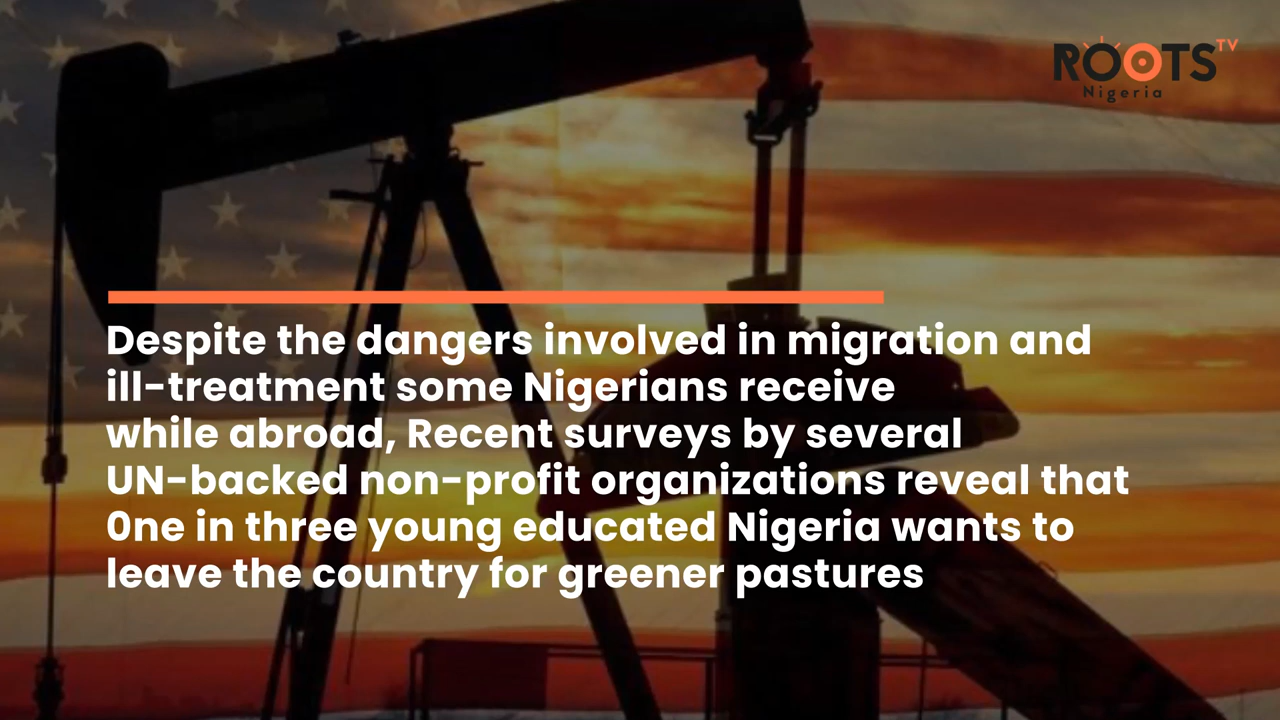 ROOTS TV
Nigeria
Despite the dangers involved in migration and
ill-treatment some Nigerians receive
while abroad, Recent surveys by several
UN-backed non-profit organizations reveal that
0ne in three young educated Nigeria wants to
leave the country for greener pastures